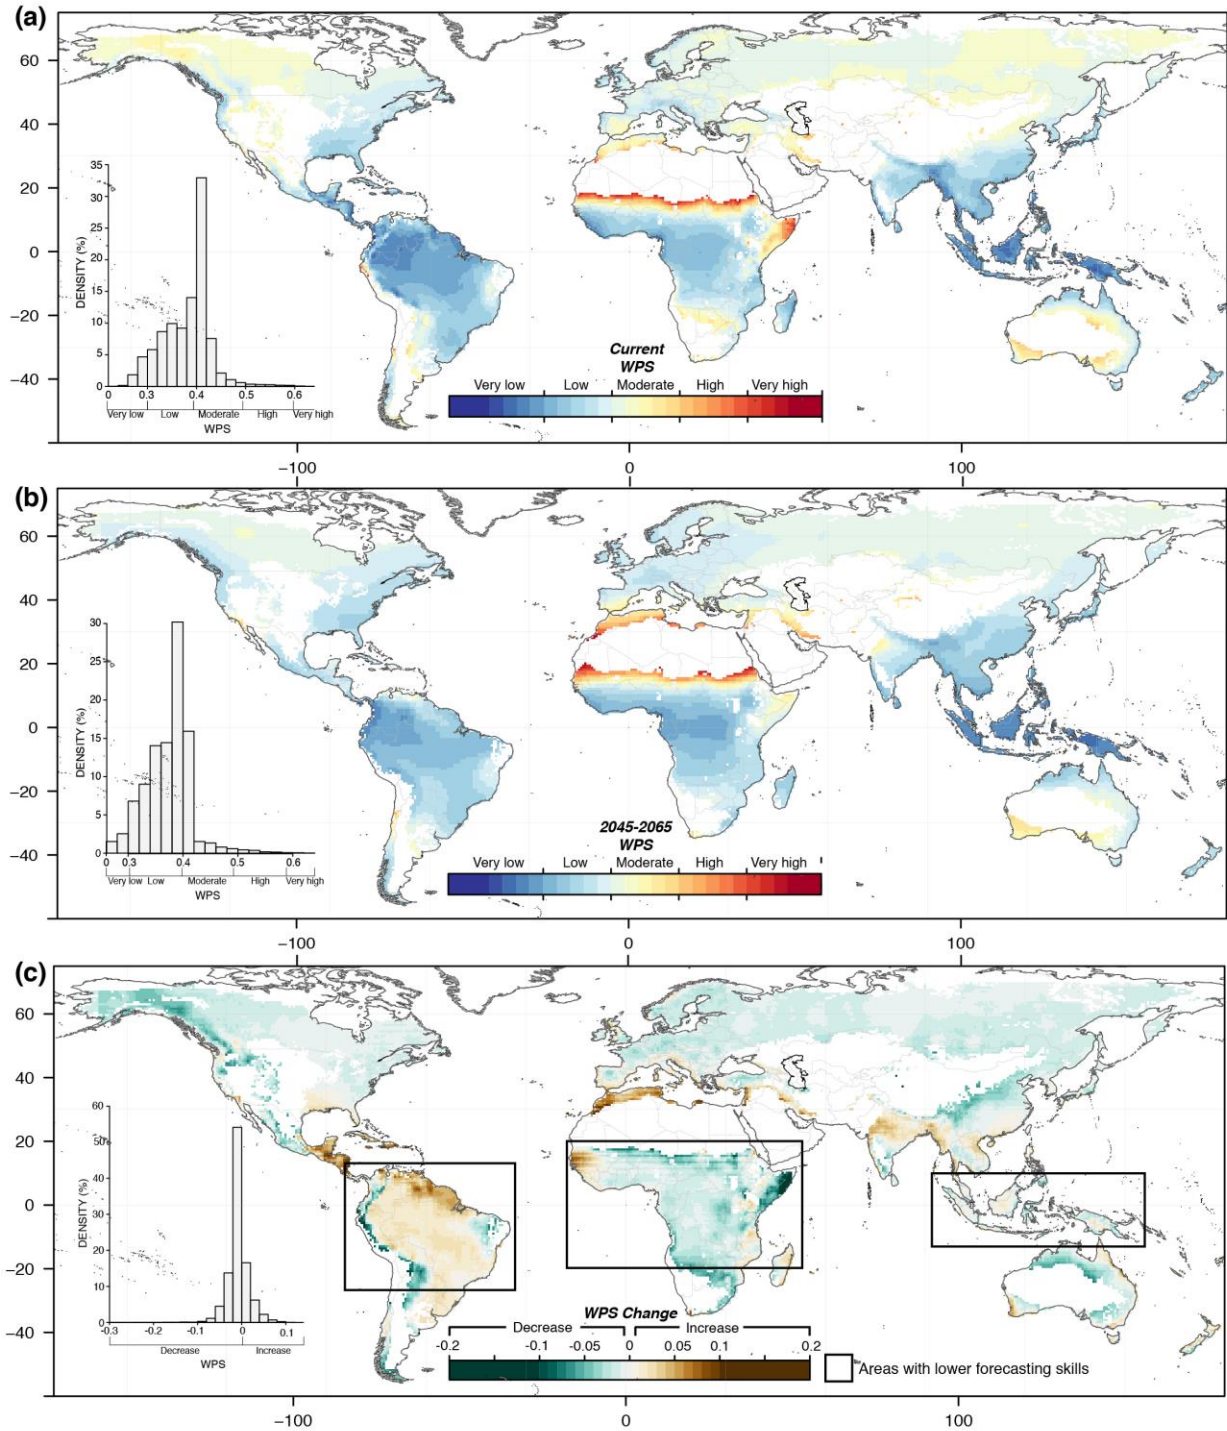 (a)
60
40
20
0
−20
−40
35
30
25
20
15
10
5
0
DENSITY (%)
0 0.3 0.4 0.5 0.6
Very low Low Moderate High Very high
WPS
Current
WPS
Very low Low Moderate High Very high
−100 0 100
(b)
60
40
20
0
−20
−40
30
25
20
15
10
5
0
DENSITY (%)
0 0.3 0.4 0.5 0.6
Very low Low Moderate High Very high
WPS
2045-2065
WPS
Very low Low Moderate High Very high
−100 0 100
(c)
60
40
20
0
−20
−40
60
50
40
30
20
10
0
DENSITY (%)
-0.3 -0.2 -0.1 0 0.1
Decrease Increase
WPS
WPS Change
Decrease Increase
-0.2 -0.1 -0.05 0 0.05 0.1 0.2
Areas with lower forecasting skills
−100 0 100